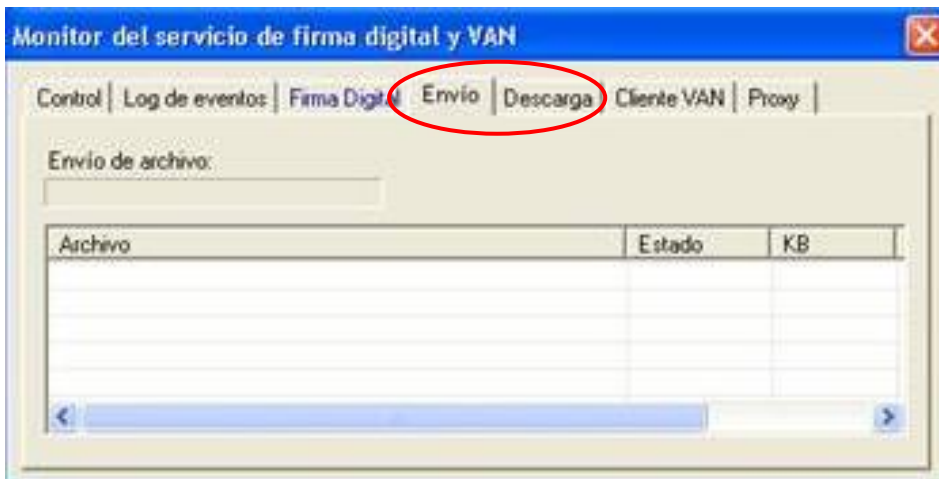 Monitor del servicio de firma digital y VAN
Control Log de eventos Firma Digital Envío Descarga Cliente VAN Proxy
Envío de archivo:
Archivo Estado KB